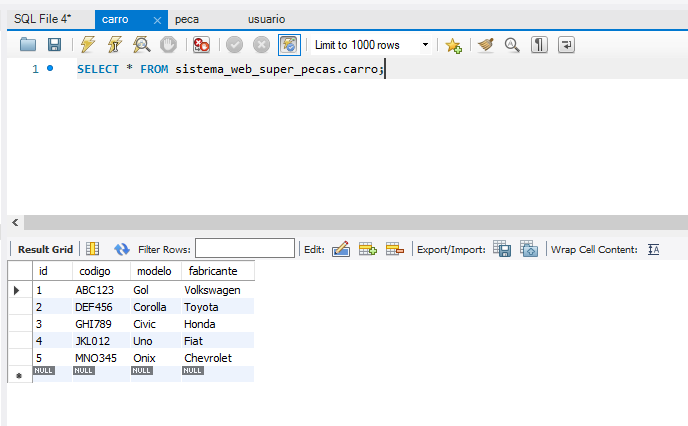 SQL File 4* carro peca usuario
Limit to 1000 rows
1 SELECT * FROM sistema_web_super_pecas.carro;
Result Grid Filter Rows: Edit: Export/Import: Wrap Cell Content:
id codigo modelo fabricante
1 ABC123 Gol Volkswagen
2 DEF456 Corolla Toyota
3 GHI789 Civic Honda
4 JKL012 Uno Fiat
5 MNO345 Onix Chevrolet
NULL NULL NULL NULL